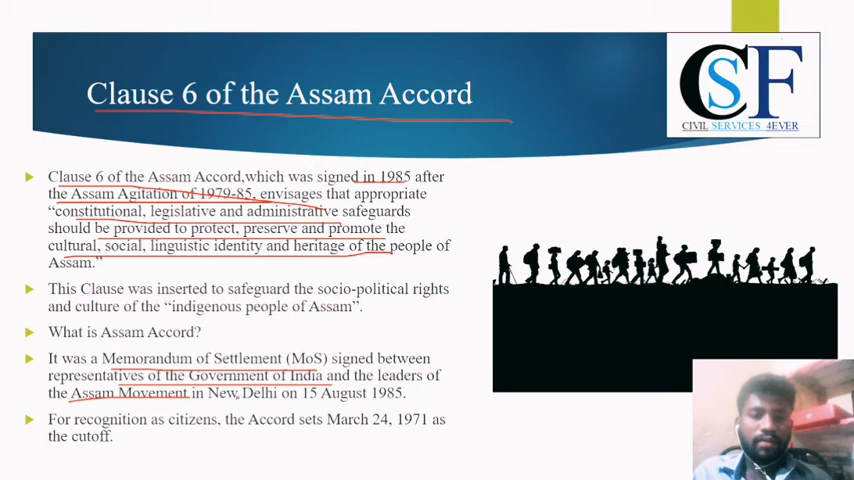 Clause 6 of the Assam Accord
CSF
CIVIL SERVICES 4EVER
Clause 6 of the Assam Accord,which was signed in 1985 after
the Assam Agitation of 1979-85, envisages that appropriate
“constitutional, legislative and administrative safeguards
should be provided to protect, preserve and promote the
cultural, social, linguistic identity and heritage of the people of
Assam.”
This Clause was inserted to safeguard the socio-political rights
and culture of the “indigenous people of Assam”.
What is Assam Accord?
It was a Memorandum of Settlement (MoS) signed between
representatives of the Government of India and the leaders of
the Assam Movement in New Delhi on 15 August 1985.
For recognition as citizens, the Accord sets March 24, 1971 as
the cutoff.